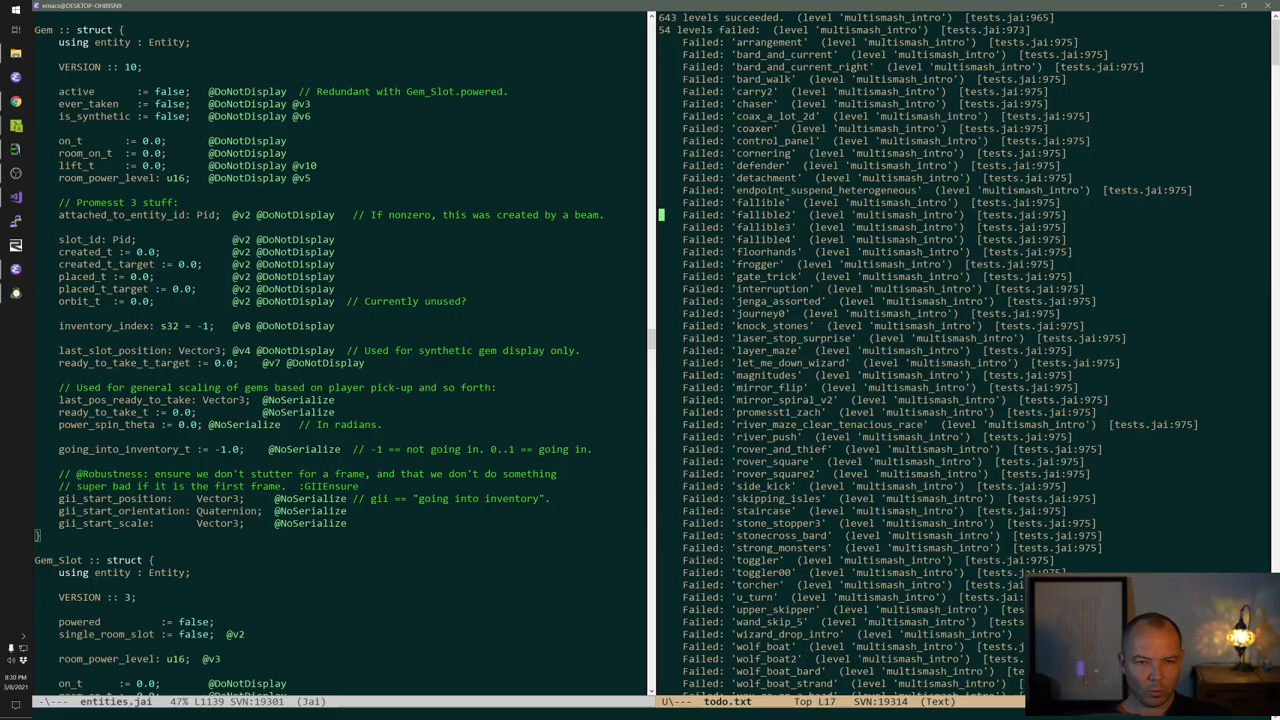 emacs@DESKTOP-OH89SN9
Gem :: struct {
using entity : Entity;
VERSION :: 10;
active := false; @DoNotDisplay // Redundant with Gem_Slot.powered.
ever_taken := false; @DoNotDisplay @v3
is_synthetic := false; @DoNotDisplay @v6
on_t := 0.0; @DoNotDisplay
room_on_t := 0.0; @DoNotDisplay
lift_t := 0.0; @DoNotDisplay @v10
room_power_level: u16; @DoNotDisplay @v5
// Promesst 3 stuff:
attached_to_entity_id: Pid; @v2 @DoNotDisplay // If nonzero, this was created by a beam.
slot_id: Pid; @v2 @DoNotDisplay
created_t := 0.0; @v2 @DoNotDisplay
created_t_target := 0.0; @v2 @DoNotDisplay
placed_t := 0.0; @v2 @DoNotDisplay
placed_t_target := 0.0; @v2 @DoNotDisplay
orbit_t := 0.0; @v2 @DoNotDisplay // Currently unused?
inventory_index: s32 = -1; @v8 @DoNotDisplay
last_slot_position: Vector3; @v4 @DoNotDisplay // Used for synthetic gem display only.
ready_to_take_t_target := 0.0; @v7 @DoNotDisplay
// Used for general scaling of gems based on player pick-up and so forth:
last_pos_ready_to_take: Vector3; @NoSerialize
ready_to_take_t := 0.0; @NoSerialize
power_spin_theta := 0.0; @NoSerialize // In radians.
going_into_inventory_t := -1.0; @NoSerialize // -1 == not going in. 0..1 == going in.
// @Robustness: ensure we don't stutter for a frame, and that we don't do something
// super bad if it is the first frame. :GIIEnsure
gii_start_position: Vector3; @NoSerialize // gii == "going into inventory".
gii_start_orientation: Quaternion; @NoSerialize
gii_start_scale: Vector3; @NoSerialize
}
Gem_Slot :: struct {
using entity : Entity;
VERSION :: 3;
powered := false;
single_room_slot := false; @v2
room_power_level: u16; @v3
on_t := 0.0; @DoNotDisplay
-\--- entities.jai 47% L1139 SVN:19301 (Jai)
643 levels succeeded. (level 'multismash_intro') [tests.jai:965]
54 levels failed: (level 'multismash_intro') [tests.jai:973]
Failed: 'arrangement' (level 'multismash_intro') [tests.jai:975]
Failed: 'bard_and_current' (level 'multismash_intro') [tests.jai:975]
Failed: 'bard_and_current_right' (level 'multismash_intro') [tests.jai:975]
Failed: 'bard_walk' (level 'multismash_intro') [tests.jai:975]
Failed: 'carry2' (level 'multismash_intro') [tests.jai:975]
Failed: 'chaser' (level 'multismash_intro') [tests.jai:975]
Failed: 'coax_a_lot_2d' (level 'multismash_intro') [tests.jai:975]
Failed: 'coaxer' (level 'multismash_intro') [tests.jai:975]
Failed: 'control_panel' (level 'multismash_intro') [tests.jai:975]
Failed: 'cornering' (level 'multismash_intro') [tests.jai:975]
Failed: 'defender' (level 'multismash_intro') [tests.jai:975]
Failed: 'detachment' (level 'multismash_intro') [tests.jai:975]
Failed: 'endpoint_suspend_heterogeneous' (level 'multismash_intro') [tests.jai:975]
Failed: 'fallible' (level 'multismash_intro') [tests.jai:975]
Failed: 'fallible2' (level 'multismash_intro') [tests.jai:975]
Failed: 'fallible3' (level 'multismash_intro') [tests.jai:975]
Failed: 'fallible4' (level 'multismash_intro') [tests.jai:975]
Failed: 'floorhands' (level 'multismash_intro') [tests.jai:975]
Failed: 'frogger' (level 'multismash_intro') [tests.jai:975]
Failed: 'gate_trick' (level 'multismash_intro') [tests.jai:975]
Failed: 'interruption' (level 'multismash_intro') [tests.jai:975]
Failed: 'jenga_assorted' (level 'multismash_intro') [tests.jai:975]
Failed: 'journey0' (level 'multismash_intro') [tests.jai:975]
Failed: 'knock_stones' (level 'multismash_intro') [tests.jai:975]
Failed: 'laser_stop_surprise' (level 'multismash_intro') [tests.jai:975]
Failed: 'layer_maze' (level 'multismash_intro') [tests.jai:975]
Failed: 'let_me_down_wizard' (level 'multismash_intro') [tests.jai:975]
Failed: 'magnitudes' (level 'multismash_intro') [tests.jai:975]
Failed: 'mirror_flip' (level 'multismash_intro') [tests.jai:975]
Failed: 'mirror_spiral_v2' (level 'multismash_intro') [tests.jai:975]
Failed: 'promesst1_zach' (level 'multismash_intro') [tests.jai:975]
Failed: 'river_maze_clear_tenacious_race' (level 'multismash_intro') [tests.jai:975]
Failed: 'river_push' (level 'multismash_intro') [tests.jai:975]
Failed: 'rover_and_thief' (level 'multismash_intro') [tests.jai:975]
Failed: 'rover_square' (level 'multismash_intro') [tests.jai:975]
Failed: 'rover_square2' (level 'multismash_intro') [tests.jai:975]
Failed: 'side_kick' (level 'multismash_intro') [tests.jai:975]
Failed: 'skipping_isles' (level 'multismash_intro') [tests.jai:975]
Failed: 'staircase' (level 'multismash_intro') [tests.jai:975]
Failed: 'stone_stopper3' (level 'multismash_intro') [tests.jai:975]
Failed: 'stonecross_bard' (level 'multismash_intro') [tests.jai:975]
Failed: 'strong_monsters' (level 'multismash_intro') [tests.jai:975]
Failed: 'toggler' (level 'multismash_intro') [tests.jai:975]
Failed: 'toggler00' (level 'multismash_intro') [tests.jai:975]
Failed: 'torcher' (level 'multismash_intro') [tests
Failed: 'u_turn' (level 'multismash_intro') [tests.
Failed: 'upper_skipper' (level 'multismash_intro')
Failed: 'wand_skip_5' (level 'multismash_intro') [
Failed: 'wizard_drop_intro' (level 'multismash_intro')
Failed: 'wolf_boat' (level 'multismash_intro') [
Failed: 'wolf_boat2' (level 'multismash_intro') [
Failed: 'wolf_boat_bard' (level 'multismash_intro')
Failed: 'wolf_boat_strand' (level 'multismash_intro') [
U\--- todo.txt Top L17 SVN:19314 (Text)
8:30 PM
3/8/2021